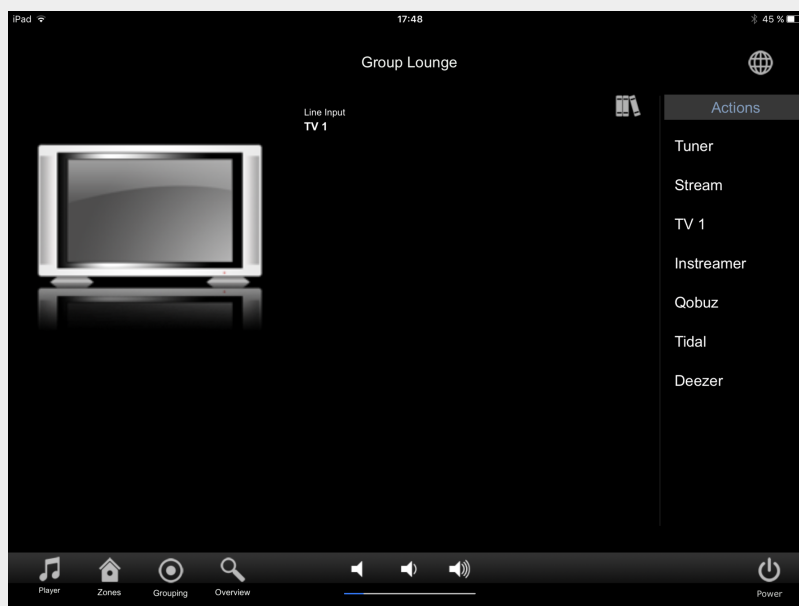 iPad 17:48 45 %
Group Lounge
Line Input
TV 1
Actions
Tuner
Stream
TV 1
Instreamer
Qobuz
Tidal
Deezer
Player Zones Grouping Overview Power